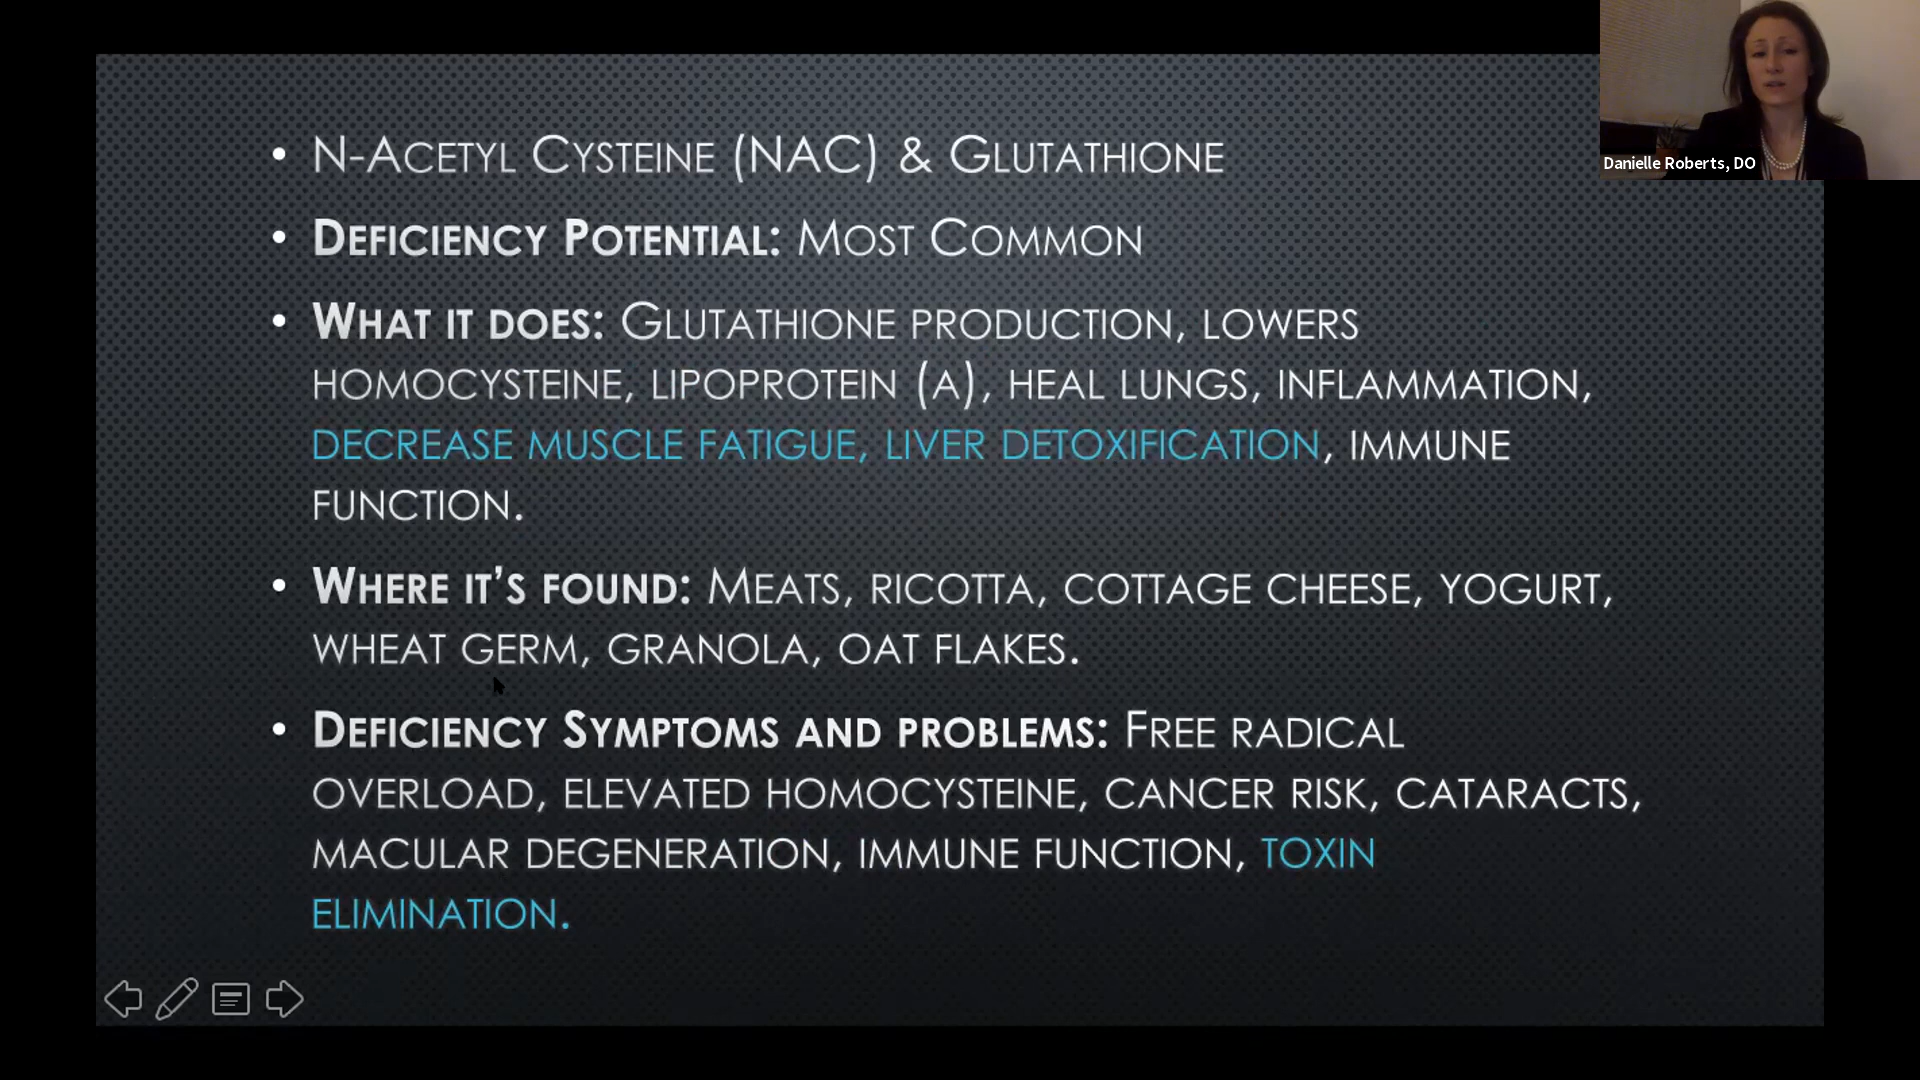 N-Acetyl Cysteine (NAC) & Glutathione
Deficiency Potential: Most Common
What it does: Glutathione production, lowers
homocysteine, lipoprotein (a), heal lungs, inflammation,
decrease muscle fatigue, liver detoxification, immune
function.
Where it’s found: Meats, ricotta, cottage cheese, yogurt,
wheat germ, granola, oat flakes.
Deficiency Symptoms and problems: Free radical
overload, elevated homocysteine, cancer risk, cataracts,
macular degeneration, immune function, toxin
elimination.
Danielle Roberts, DO